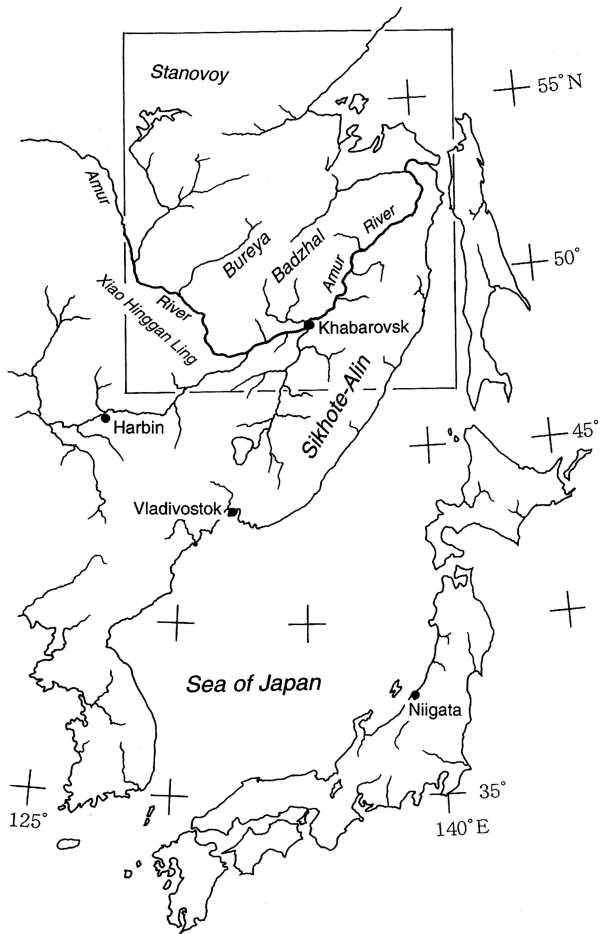 Stanovoy
55°N
Amur
River
Bureya
Badzhal
Amur
50°
Xiao Hinggan Ling
River
Khabarovsk
Sikhote-Alin
Harbin
45°
Vladivostok
Sea of Japan
Niigata
35°
125°
140°E